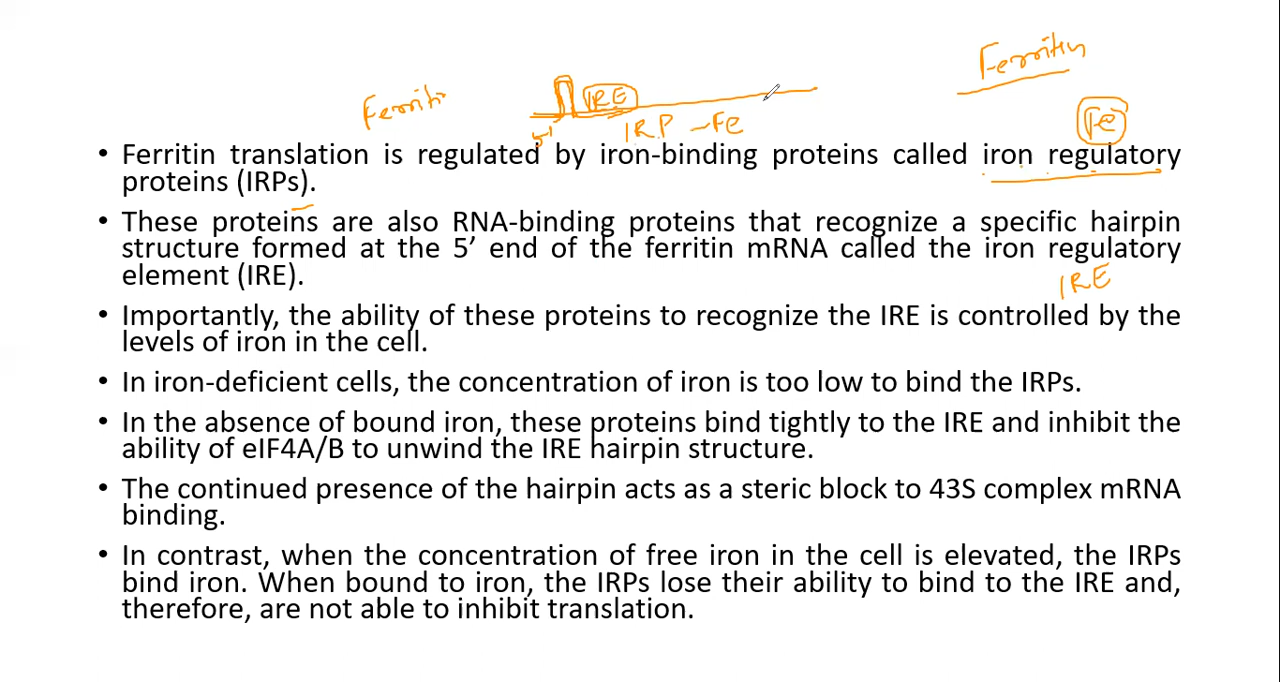 Ferritin
Ferriti
IRE
Fe
5'
IRP - Fe
• Ferritin translation is regulated by iron-binding proteins called iron regulatory
proteins (IRPs).
• These proteins are also RNA-binding proteins that recognize a specific hairpin
structure formed at the 5′ end of the ferritin mRNA called the iron regulatory
element (IRE).
IRE
• Importantly, the ability of these proteins to recognize the IRE is controlled by the
levels of iron in the cell.
• In iron-deficient cells, the concentration of iron is too low to bind the IRPs.
• In the absence of bound iron, these proteins bind tightly to the IRE and inhibit the
ability of eIF4A/B to unwind the IRE hairpin structure.
• The continued presence of the hairpin acts as a steric block to 43S complex mRNA
binding.
• In contrast, when the concentration of free iron in the cell is elevated, the IRPs
bind iron. When bound to iron, the IRPs lose their ability to bind to the IRE and,
therefore, are not able to inhibit translation.